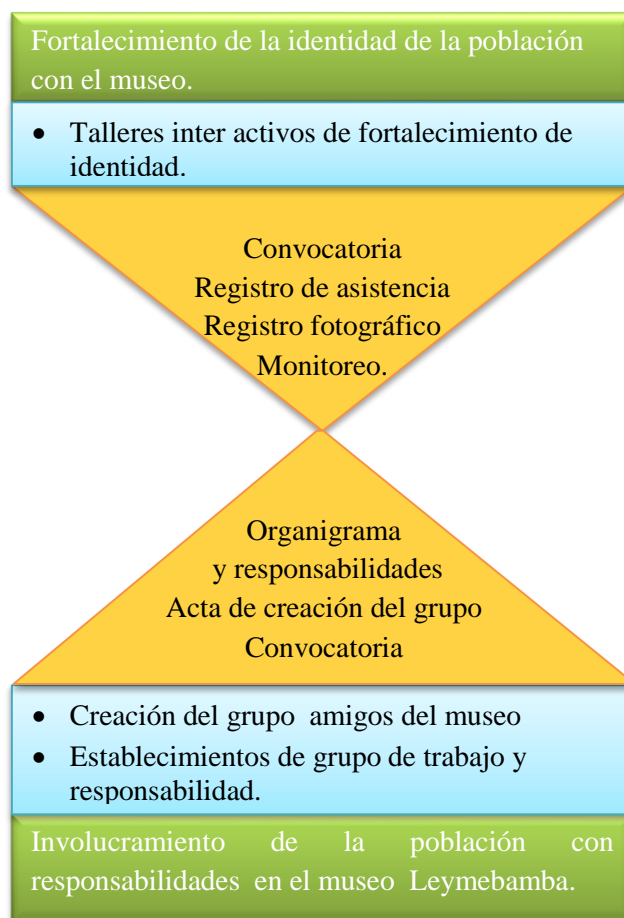 Fortalecimiento de la identidad de la población
con el museo.
• Talleres inter activos de fortalecimiento de
identidad.
Convocatoria
Registro de asistencia
Registro fotográfico
Monitoreo.
Organigrama
y responsabilidades
Acta de creación del grupo
Convocatoria
• Creación del grupo amigos del museo
• Establecimientos de grupo de trabajo y
responsabilidad.
Involucramiento de la población con
responsabilidades en el museo Leymebamba.